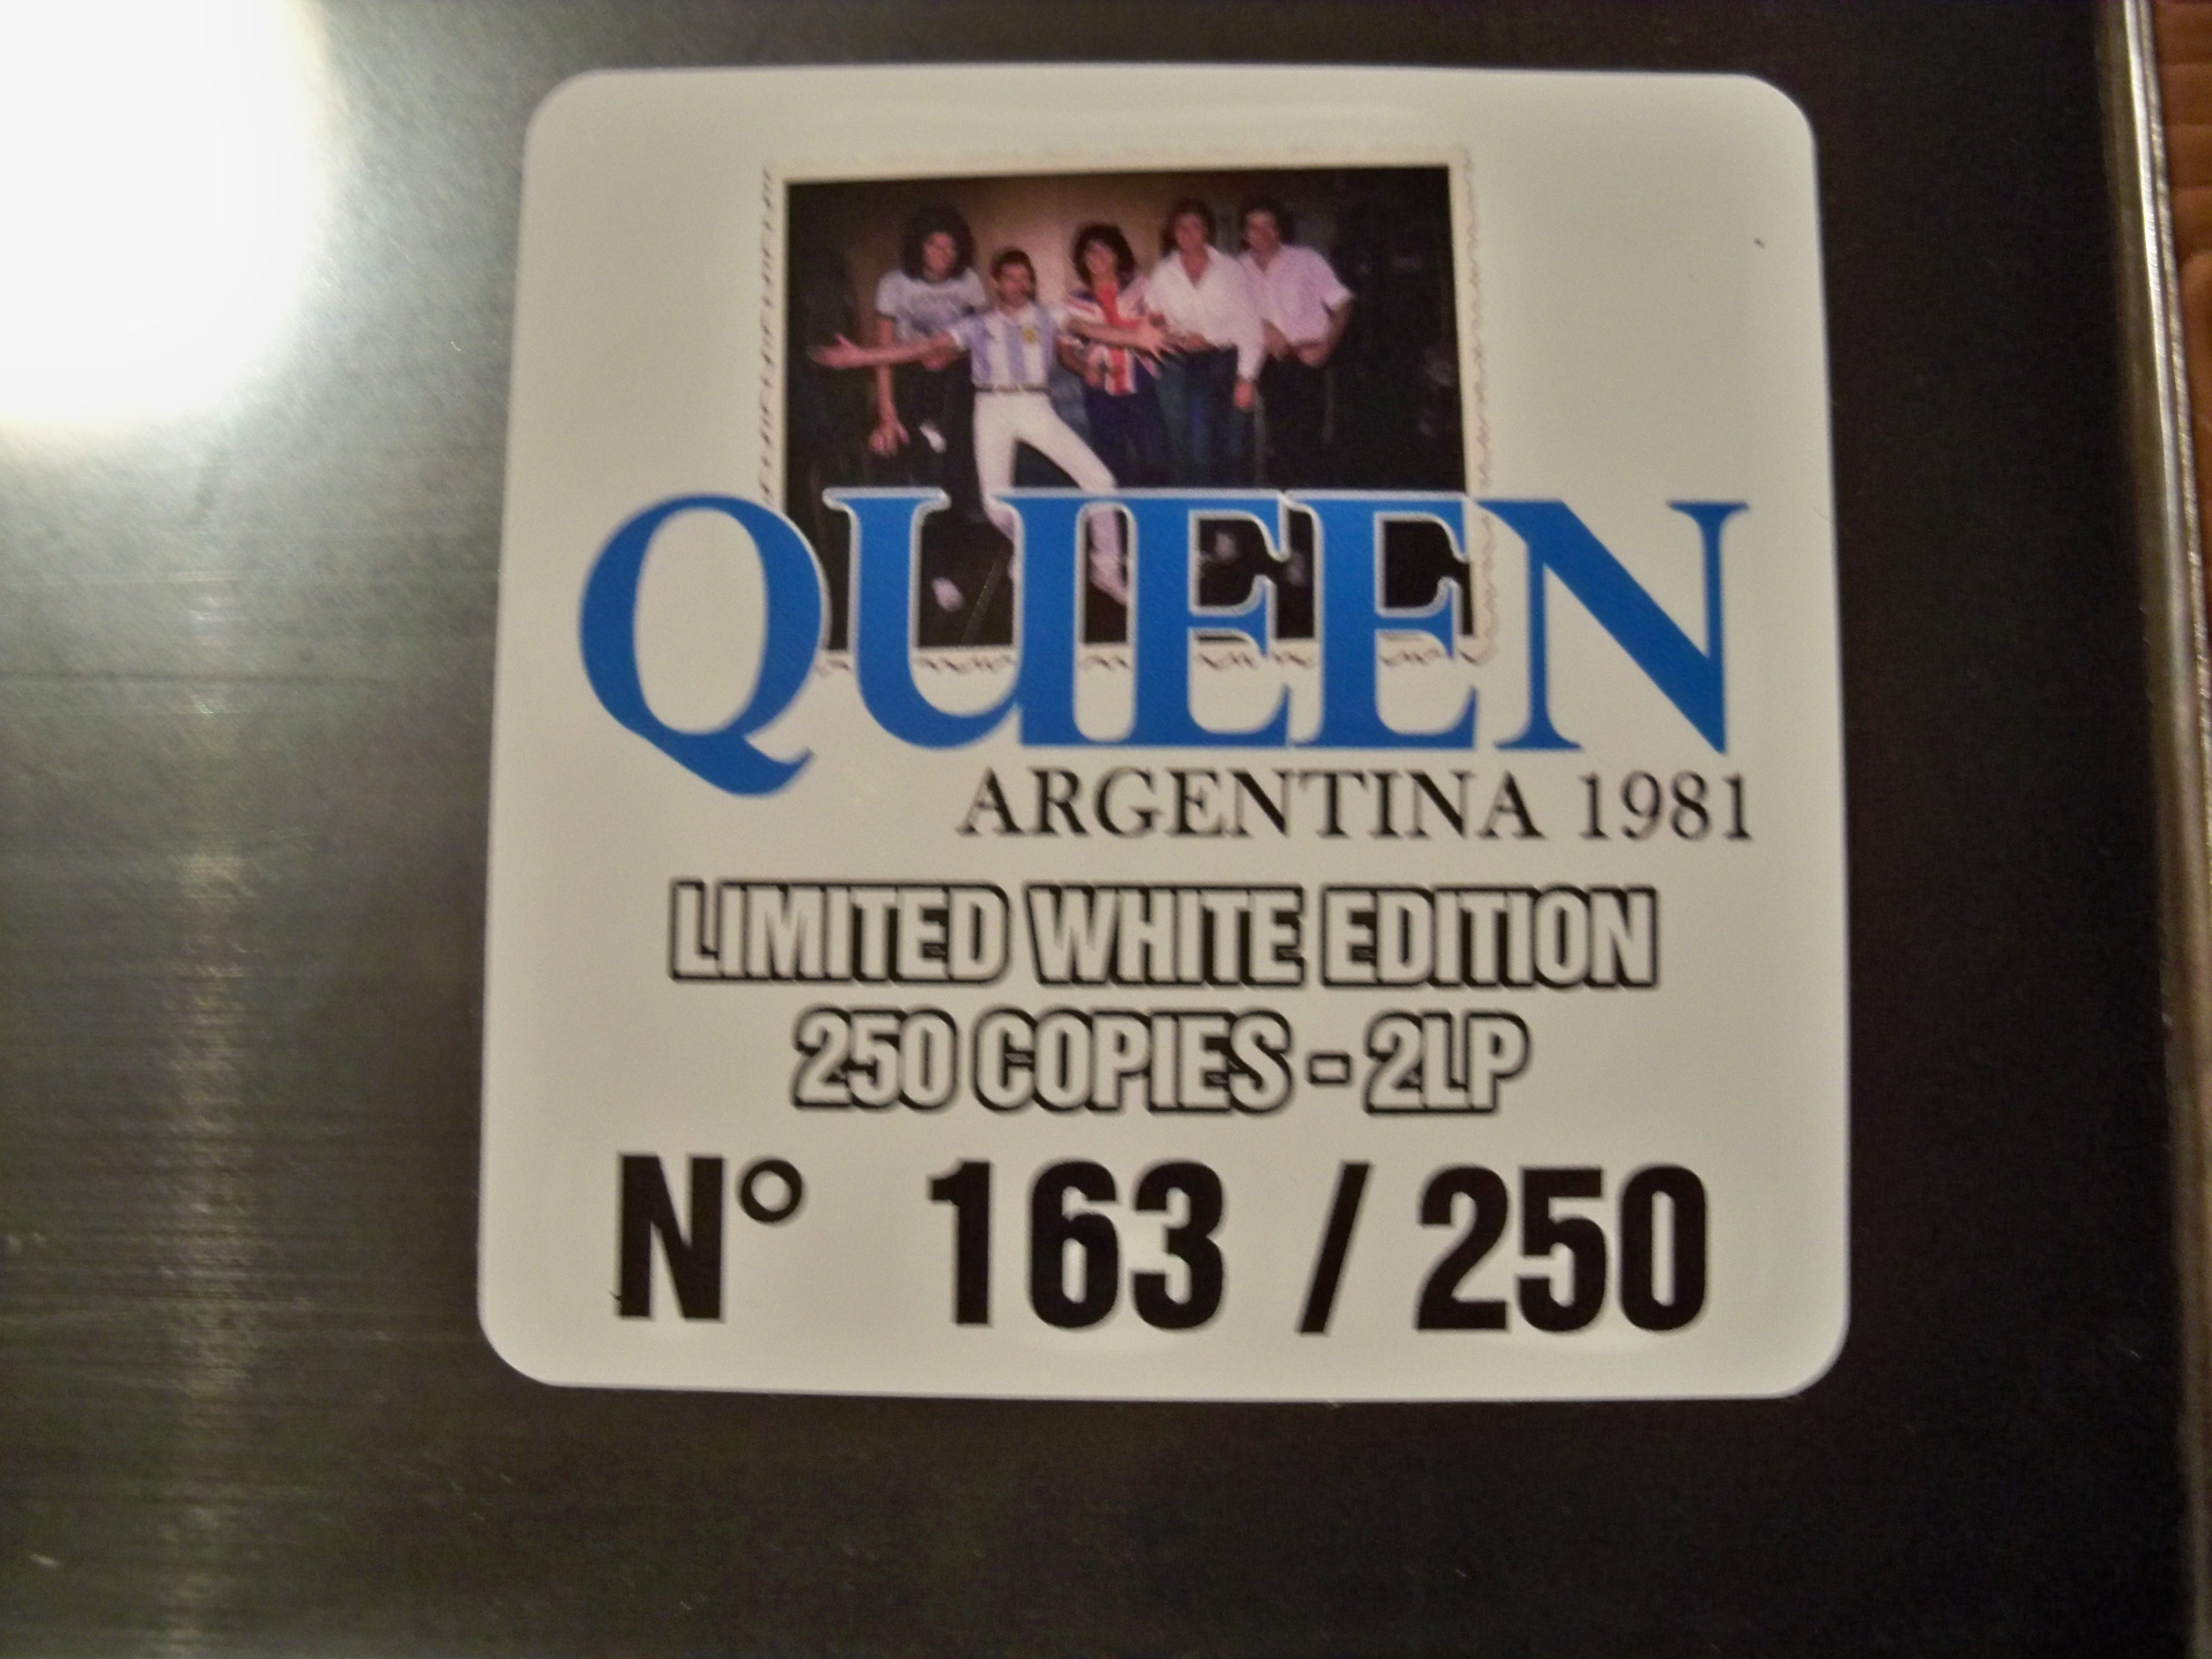 QUEEN
ARGENTINA 1981
LIMITED WHITE EDITION
250 COPIES - 2LP
N° 163 / 250